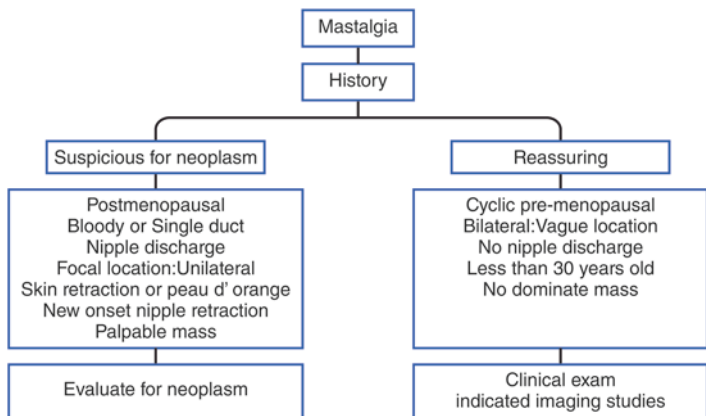 Mastalgia
History
Suspicious for neoplasm
Postmenopausal
Bloody or Single duct
Nipple discharge
Focal location:Unilateral
Skin retraction or peau d' orange
New onset nipple retraction
Palpable mass
Evaluate for neoplasm
Reassuring
Cyclic pre-menopausal
Bilateral:Vague location
No nipple discharge
Less than 30 years old
No dominate mass
Clinical exam
indicated imaging studies